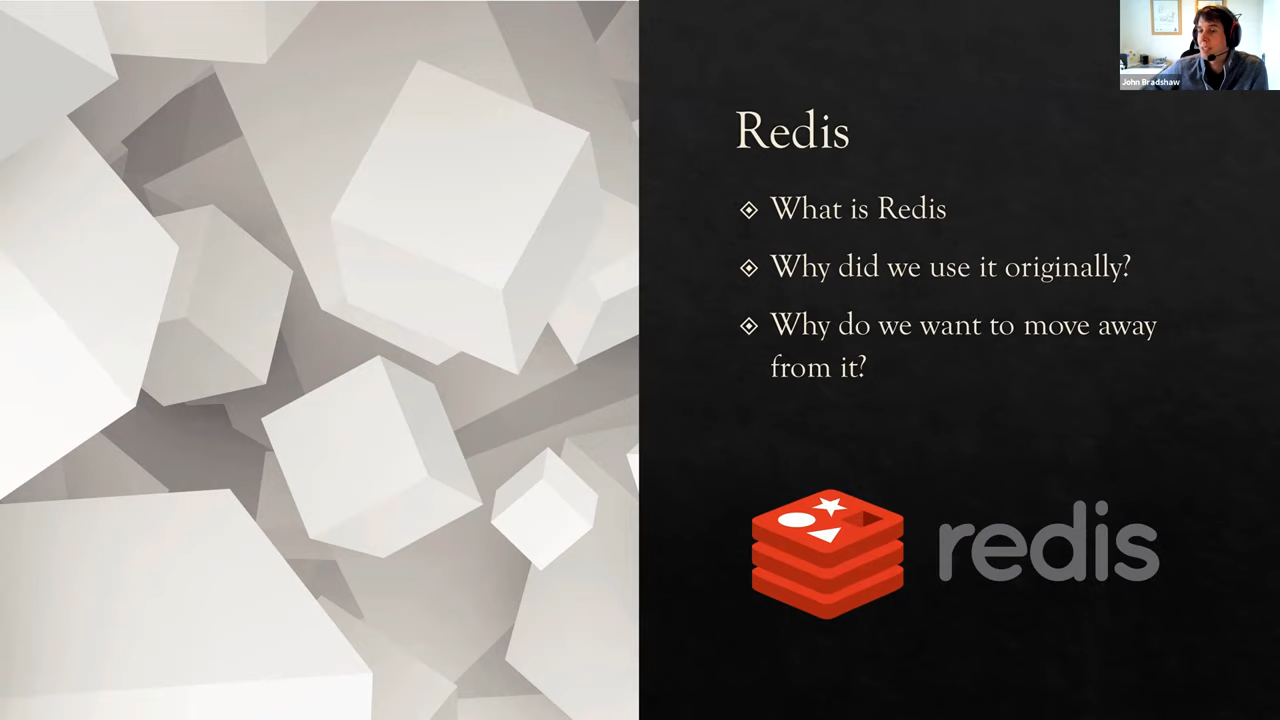 John Bradshaw
Redis
What is Redis
Why did we use it originally?
Why do we want to move away
from it?
redis